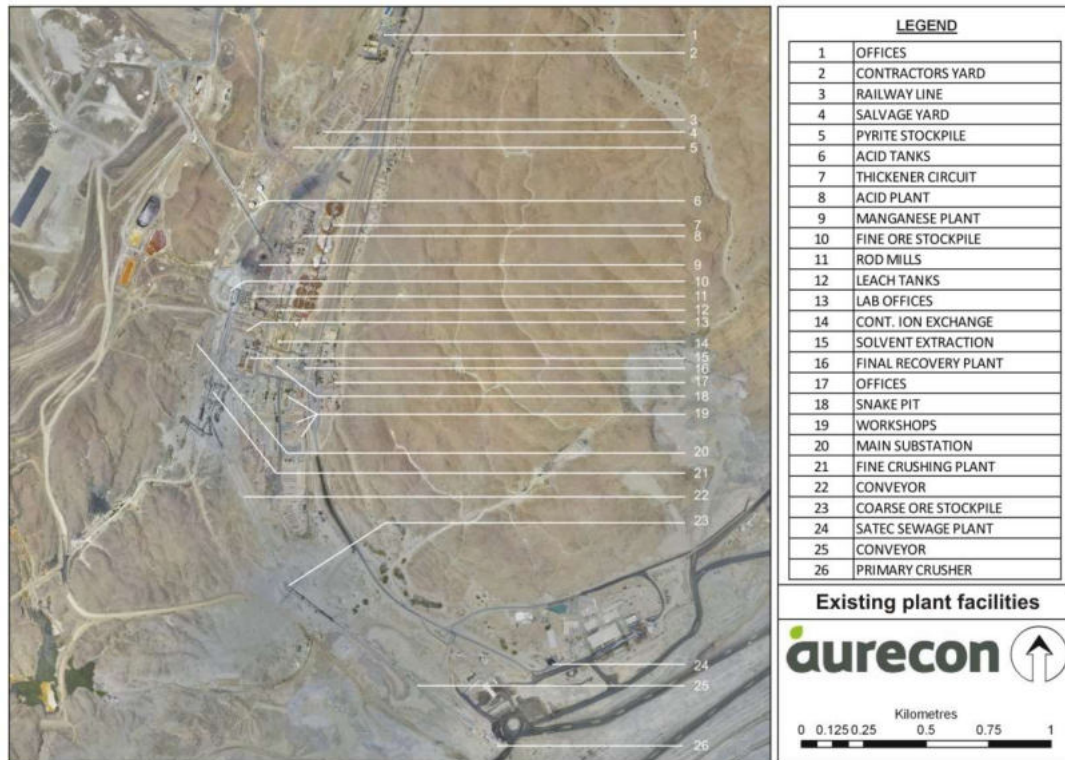 1
2
3
4
5
6
7
8
9
10
11
12
13
14
15
16
17
18
19
20
21
22
23
24
25
26
LEGEND
1 OFFICES
2 CONTRACTORS YARD
3 RAILWAY LINE
4 SALVAGE YARD
5 PYRITE STOCKPILE
6 ACID TANKS
7 THICKENER CIRCUIT
8 ACID PLANT
9 MANGANESE PLANT
10 FINE ORE STOCKPILE
11 ROD MILLS
12 LEACH TANKS
13 LAB OFFICES
14 CONT. ION EXCHANGE
15 SOLVENT EXTRACTION
16 FINAL RECOVERY PLANT
17 OFFICES
18 SNAKE PIT
19 WORKSHOPS
20 MAIN SUBSTATION
21 FINE CRUSHING PLANT
22 CONVEYOR
23 COARSE ORE STOCKPILE
24 SATEC SEWAGE PLANT
25 CONVEYOR
26 PRIMARY CRUSHER
Existing plant facilities
aurecon
Kilometres
0 0.125 0.25 0.5 0.75 1